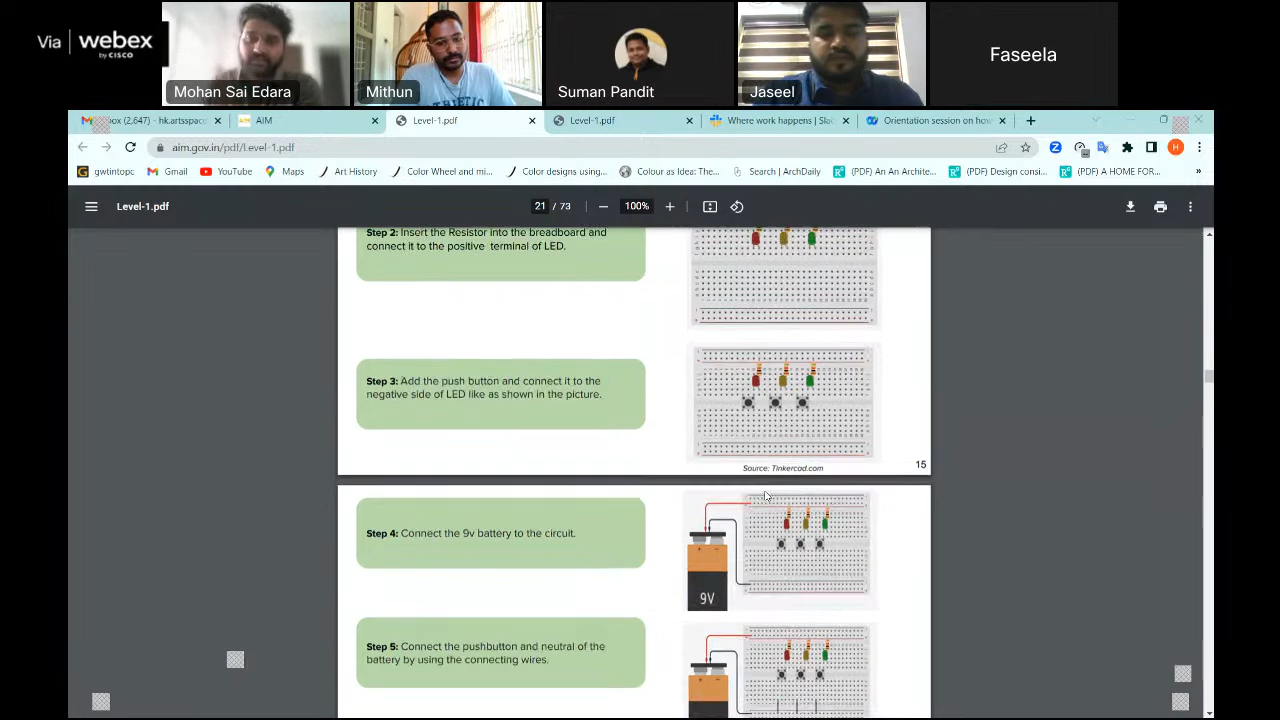 Via webex
by CISCO
Mohan Sai Edara
Mithun
Suman Pandit
Jaseel
Faseela
box (2,647) - hk.artsspace
AIM
Level-1.pdf
Level-1.pdf
Where work happens | Slac
Orientation session on how
aim.gov.in/pdf/Level-1.pdf
H
gwtintopc
Gmail
YouTube
Maps
Art History
Color Wheel and mi...
Color designs using...
Colour as Idea: The...
Search | ArchDaily
(PDF) An An Archite...
(PDF) Design consi...
(PDF) A HOME FOR...
Level-1.pdf
21 / 73
100%
Step 2: Insert the Resistor into the breadboard and
connect it to the positive terminal of LED.
Step 3: Add the push button and connect it to the
negative side of LED like as shown in the picture.
Source: Tinkercad.com
15
Step 4: Connect the 9v battery to the circuit.
9V
Step 5: Connect the pushbutton and neutral of the
battery by using the connecting wires.